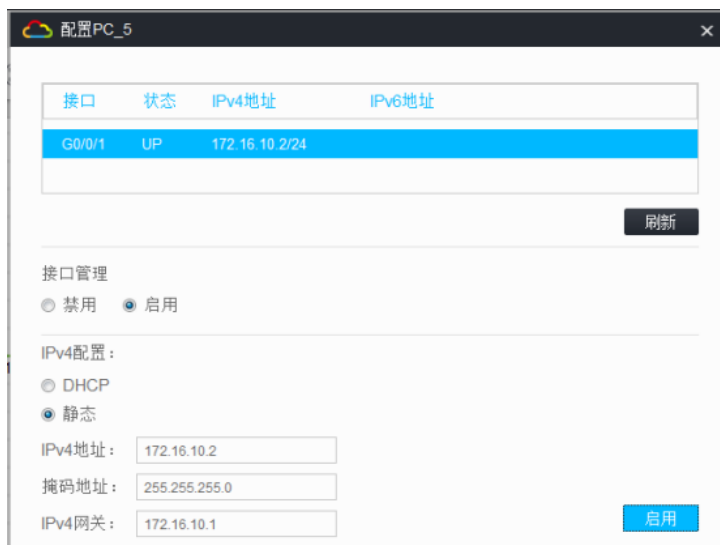 配置PC_5
接口 状态 IPv4地址 IPv6地址
G0/0/1 UP 172.16.10.2/24
刷新
接口管理
禁用 启用
IPv4配置：
DHCP
静态
IPv4地址： 172.16.10.2
掩码地址： 255.255.255.0
IPv4网关： 172.16.10.1
启用